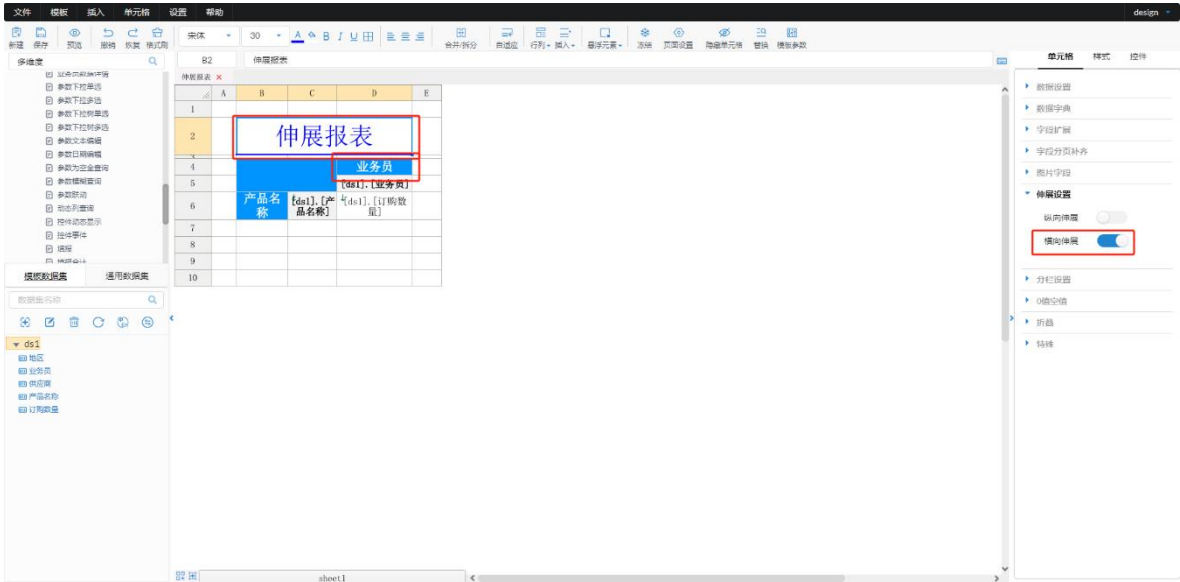 文件 模板 插入 单元格 设置 帮助 design
新建 保存 预览 撤销 恢复 格式刷 宋体 30 A B I U 合并/拆分 自适应 行列 插入 悬浮元素 冻结 页面设置 隐藏单元格 替换 模板参数
多维度
B2 伸展报表
单元格 样式 控件
伸展报表 ×
业务员数据详情
参数下拉单选
参数下拉多选
参数下拉树单选
参数下拉树多选
参数文本编辑
参数日期编辑
参数为空全查询
参数模糊查询
参数联动
动态列查询
控件动态显示
控件事件
填报
A B C D E
1
2 伸展报表
4 业务员
5 [ds1].[业务员]
6 产品名称 [ds1].[产品名称] [ds1].[订购数量]
7
8
9
10
数据设置
数据字典
字段扩展
字段分页补齐
图片字段
伸展设置
纵向伸展
横向伸展
分栏设置
0值空值
折叠
特殊
模板数据集 通用数据集
数据集名称
ds1
地区
业务员
供应商
产品名称
订购数量
sheet1